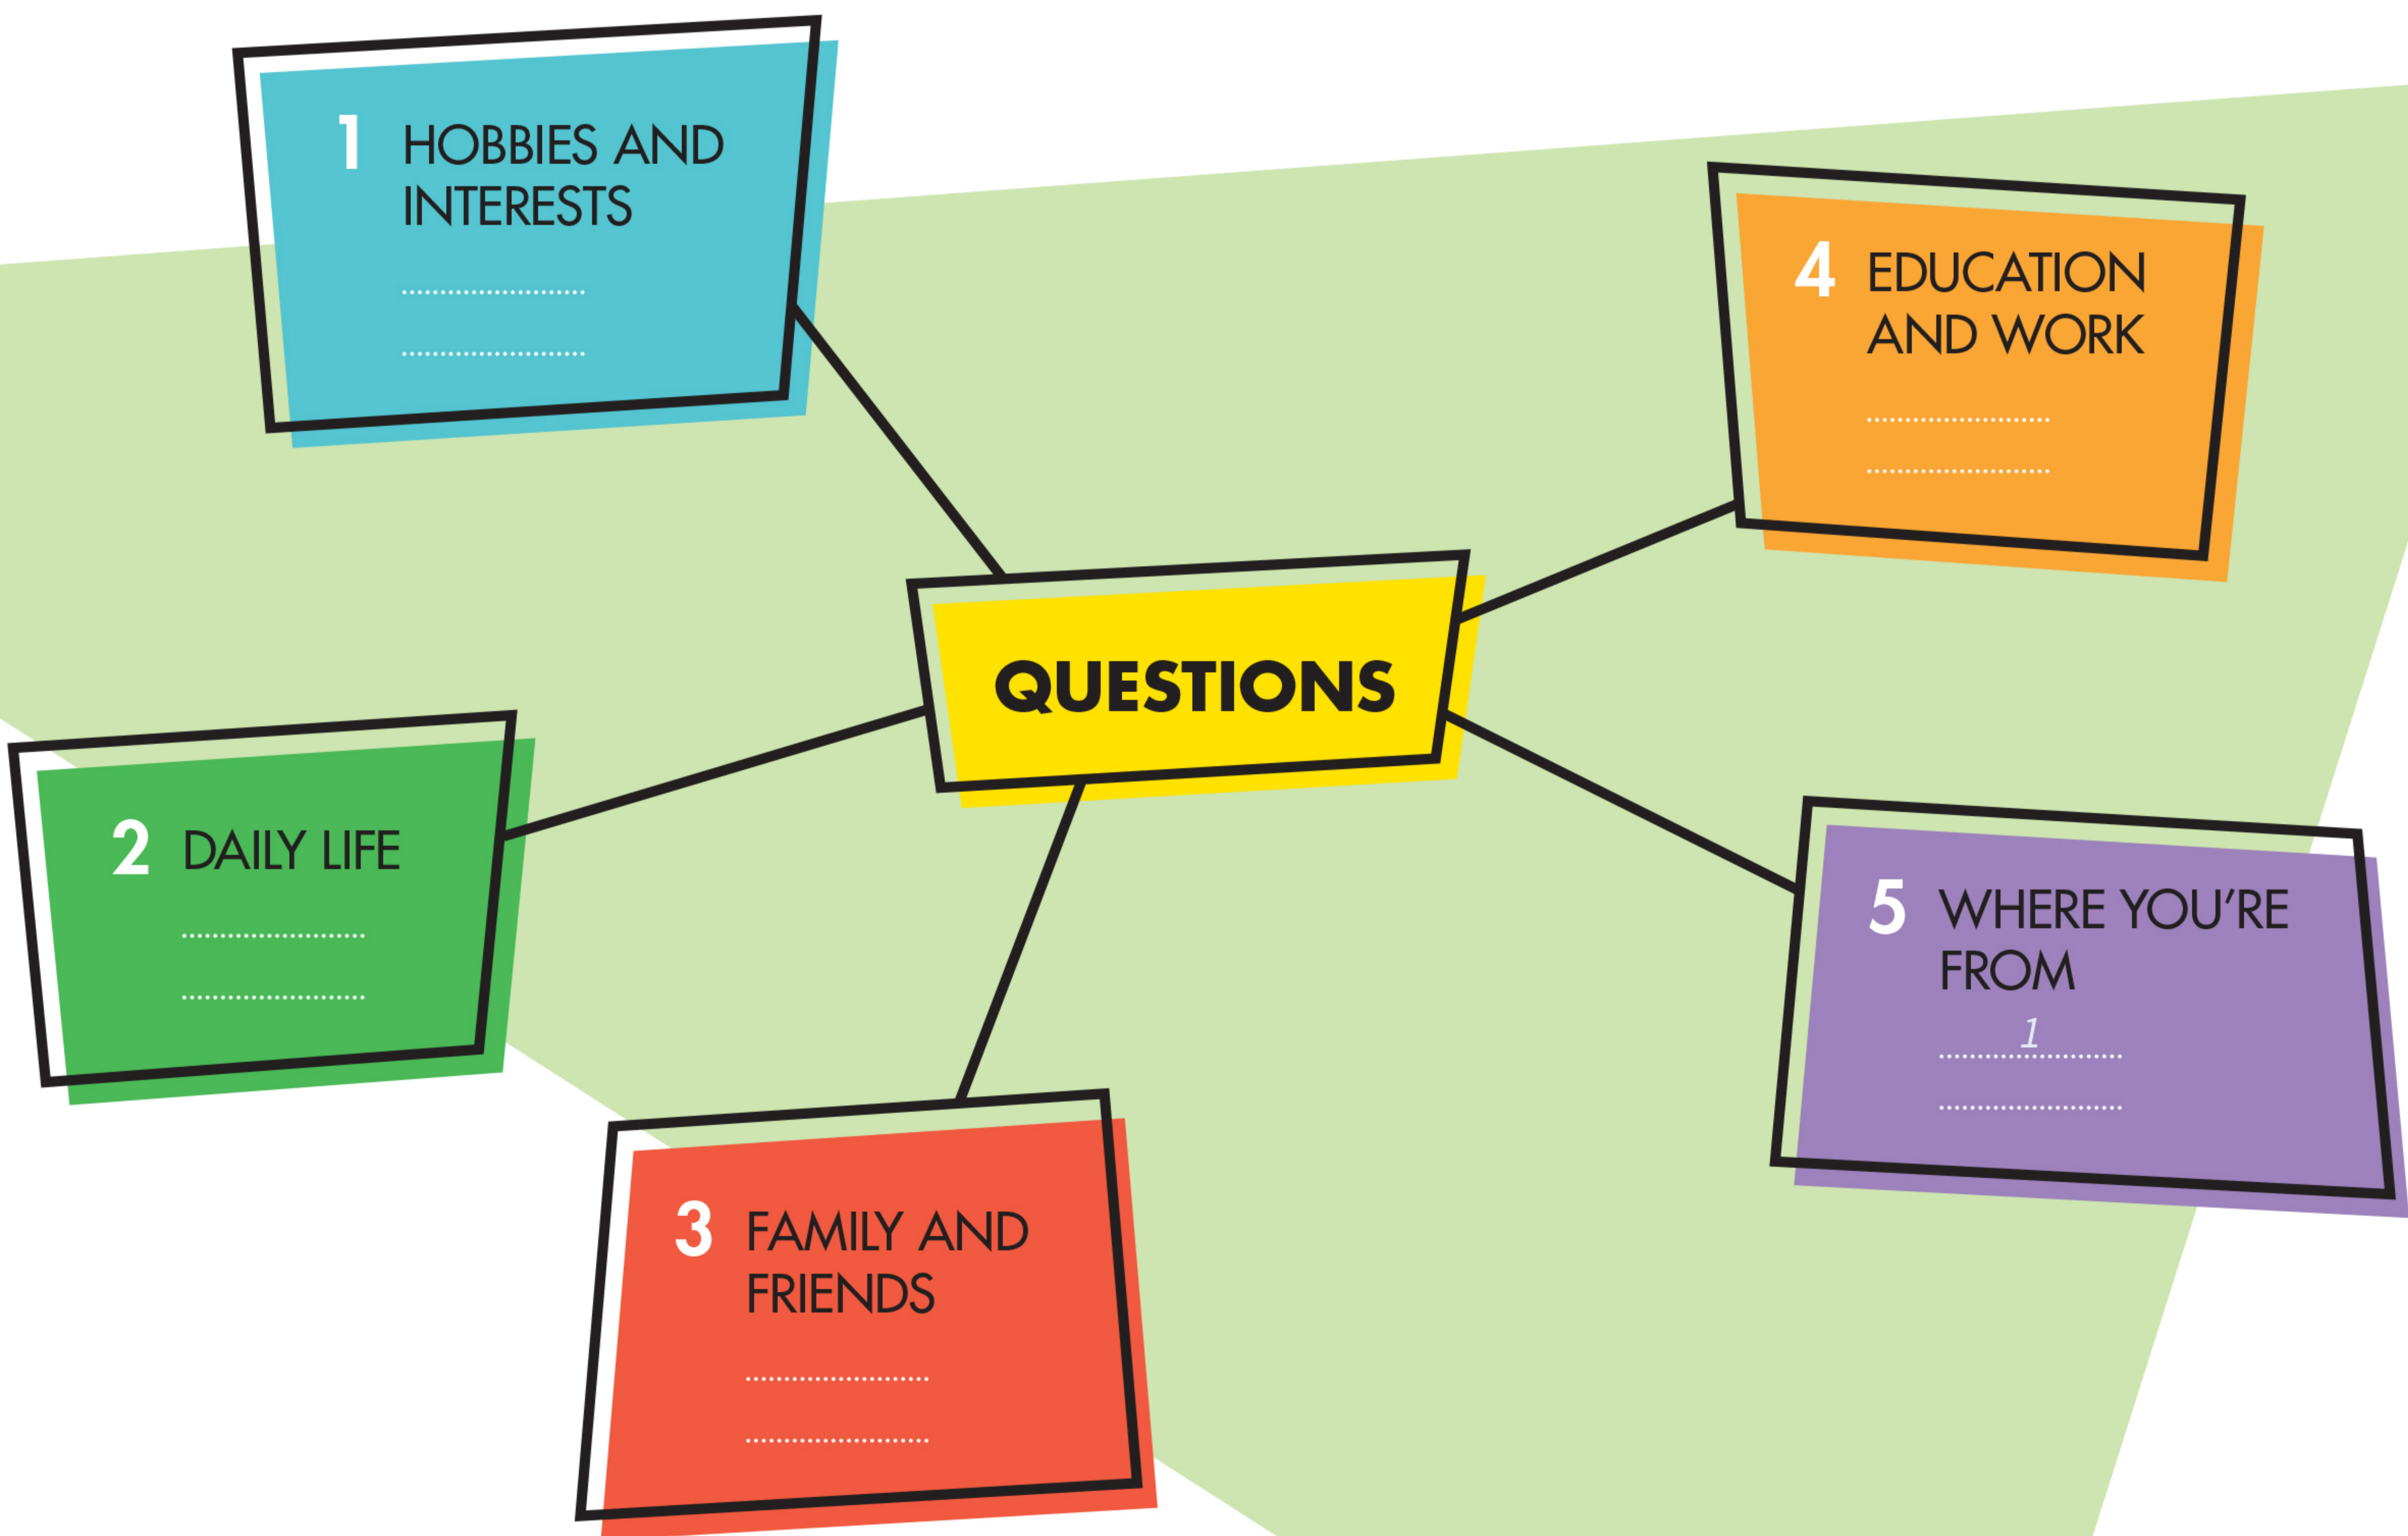 1 HOBBIES AND
INTERESTS
2 DAILY LIFE
3 FAMILY AND
FRIENDS
QUESTIONS
4 EDUCATION
AND WORK
5 WHERE YOU'RE
FROM
1